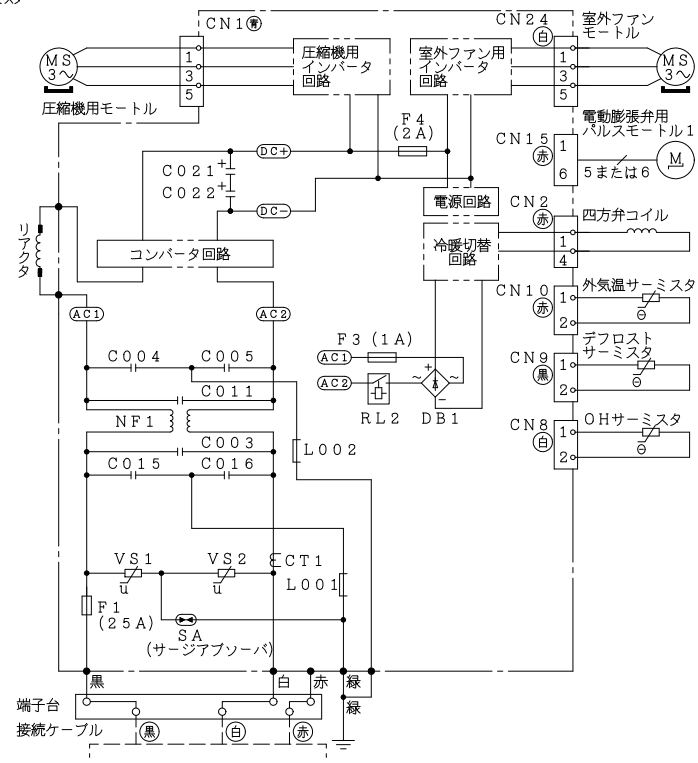 CN1 青
CN24
白
室外ファン
モートル
MS
3～
1
3
5
圧縮機用
インバータ
回路
室外ファン用
インバータ
回路
1
3
5
MS
3～
圧縮機用モートル
F4
(2A)
電動膨張弁用
パルスモートル1
CN15
赤
1
6
5または6
M
DC+
C021 +
C022 +
DC-
電源回路
CN2
赤
四方弁コイル
1
4
冷暖切替
回路
リアクタ
コンバータ回路
外気温サーミスタ
CN10
赤
1
2
θ
AC1
AC2
F3 (1A)
AC1
AC2
RL2
DB1
+
～
～
−
デフロスト
サーミスタ
CN9
黒
1
2
θ
C004
C005
C011
NF1
C003
C015
C016
L002
CN8
白
OHサーミスタ
1
2
θ
VS1
u
VS2
u
CT1
L001
F1
(25A)
SA
(サージアブソーバ)
黒
白
赤
緑
緑
端子台
接続ケーブル
黒
白
赤